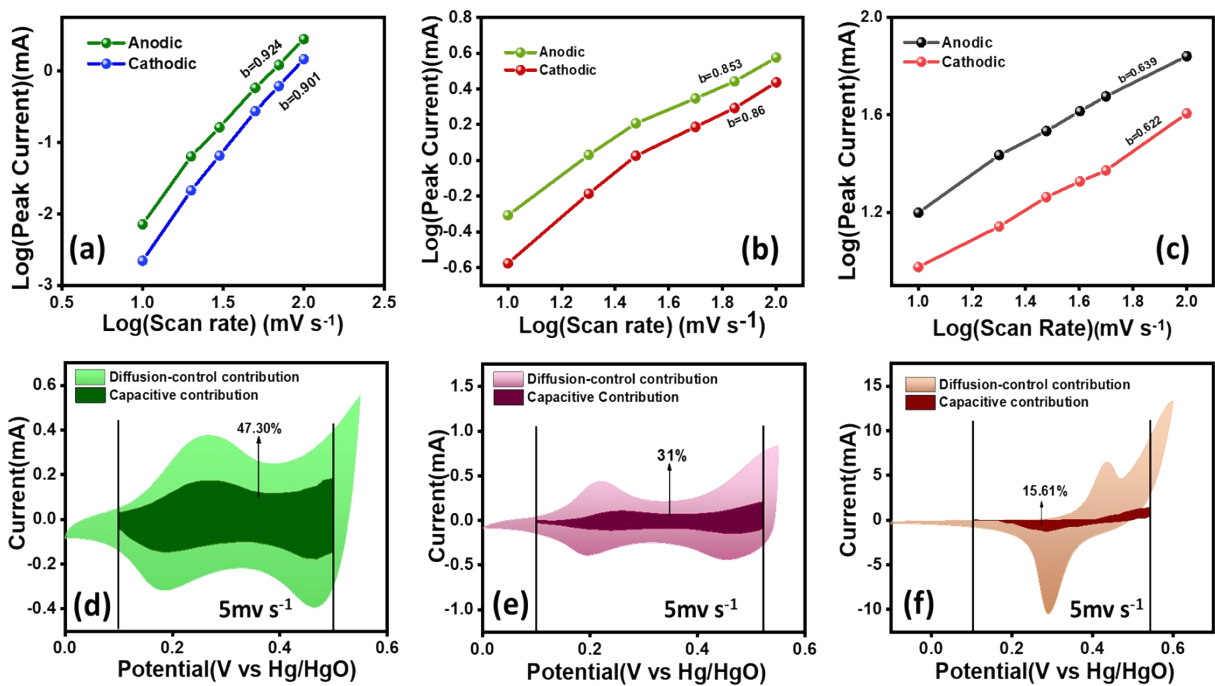 Anodic
Cathodic
b=0.924
b=0.901
(a)
0
-1
-2
-3
0.5
1.0
1.5
2.0
2.5
Log(Peak Current)(mA)
Log(Scan rate) (mV s-1)
Anodic
Cathodic
b=0.853
b=0.86
(b)
0.8
0.6
0.4
0.2
0.0
-0.2
-0.4
-0.6
1.0
1.2
1.4
1.6
1.8
2.0
Log(Peak Current)(mA)
Log(Scan rate) (mV s-1)
Anodic
Cathodic
b=0.639
b=0.622
(c)
2.0
1.6
1.2
1.0
1.2
1.4
1.6
1.8
2.0
Log(Peak Current)(mA)
Log(Scan Rate)(mV s-1)
Diffusion-control contribution
Capacitive contribution
47.30%
(d)
5mv s-1
0.6
0.4
0.2
0.0
-0.2
-0.4
0.0
0.2
0.4
0.6
Current(mA)
Potential(V vs Hg/HgO)
Diffusion-control contribution
Capacitive Contribution
31%
(e)
5mv s-1
1.5
1.0
0.5
0.0
-0.5
-1.0
0.0
0.2
0.4
0.6
Current(mA)
Potential(V vs Hg/HgO)
Diffusion-control contribution
Capacitive contribution
15.61%
(f)
5mv s-1
15
10
5
0
-5
-10
0.0
0.2
0.4
0.6
Current(mA)
Potential(V vs Hg/HgO)